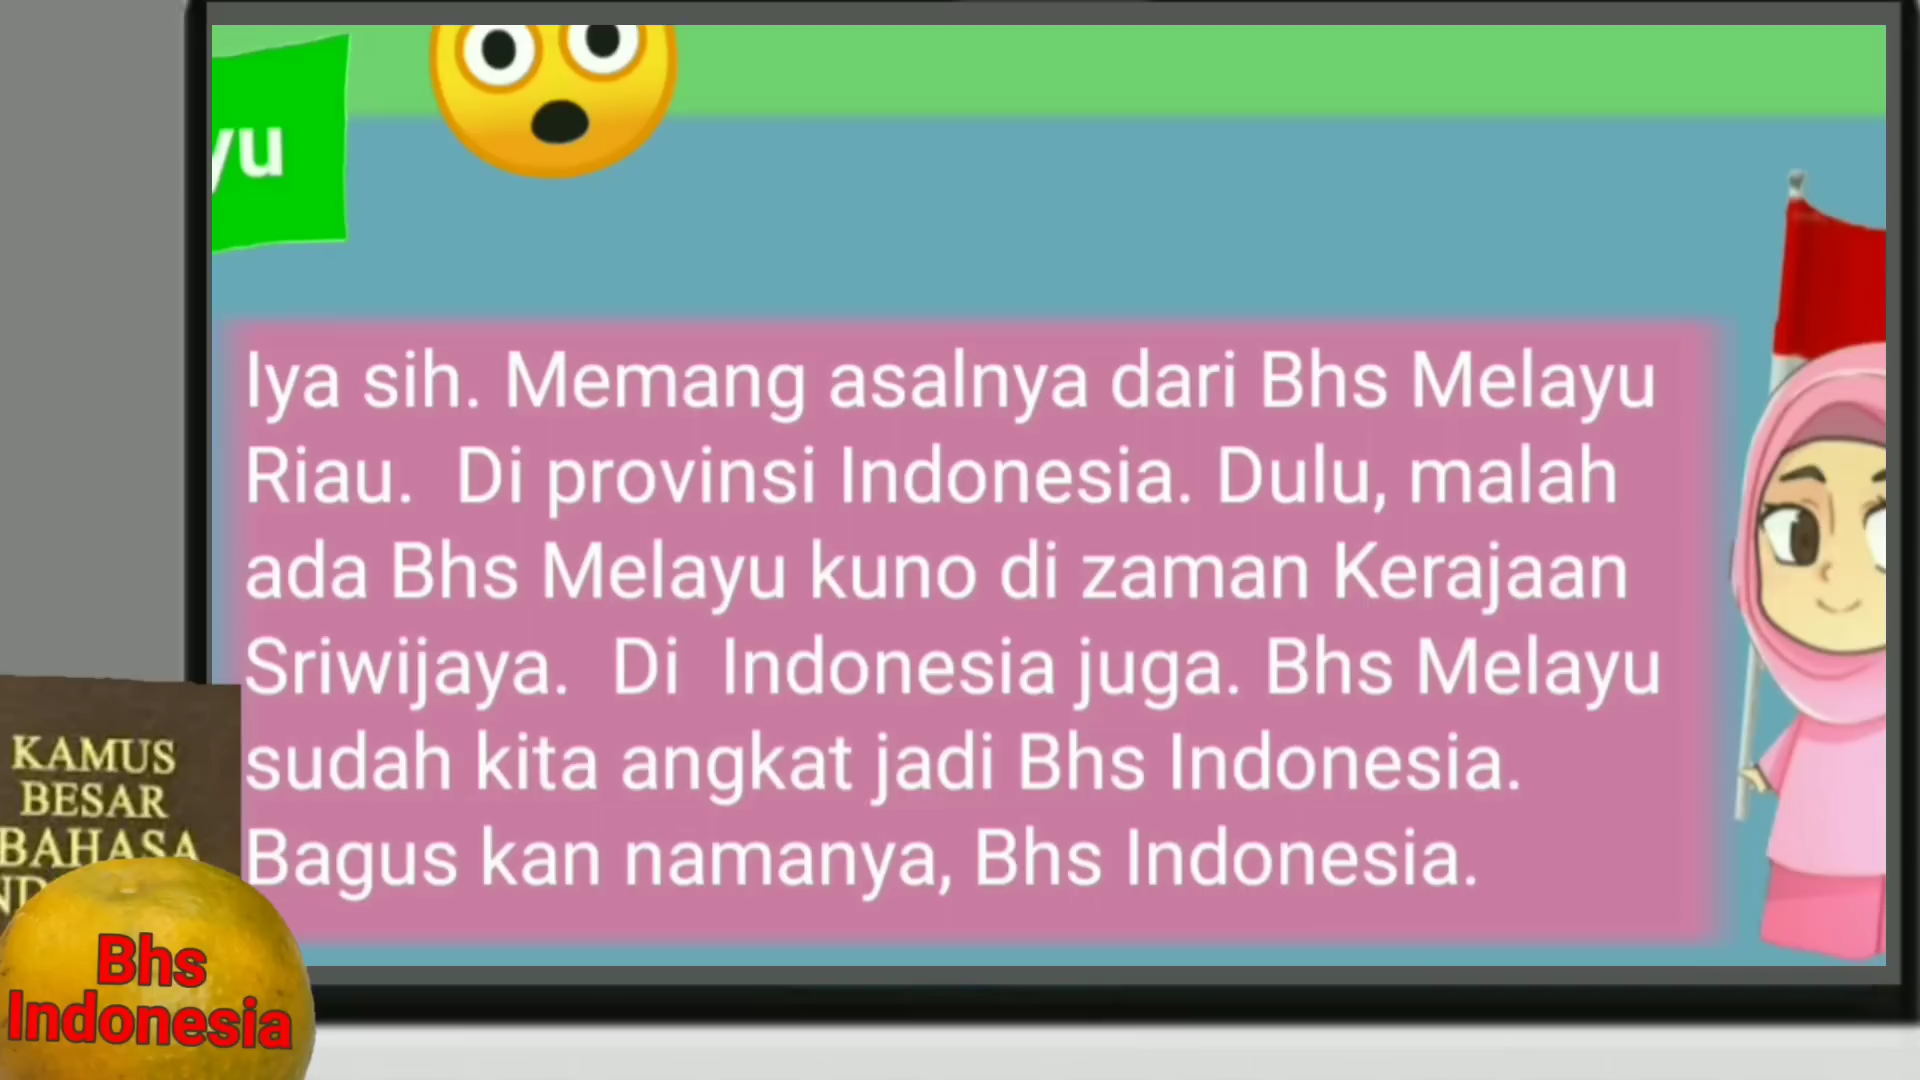 yu
Iya sih. Memang asalnya dari Bhs Melayu
Riau.  Di provinsi Indonesia. Dulu, malah
ada Bhs Melayu kuno di zaman Kerajaan
Sriwijaya.  Di  Indonesia juga. Bhs Melayu
sudah kita angkat jadi Bhs Indonesia.
Bagus kan namanya, Bhs Indonesia.
KAMUS
BESAR
BAHASA
Bhs
Indonesia